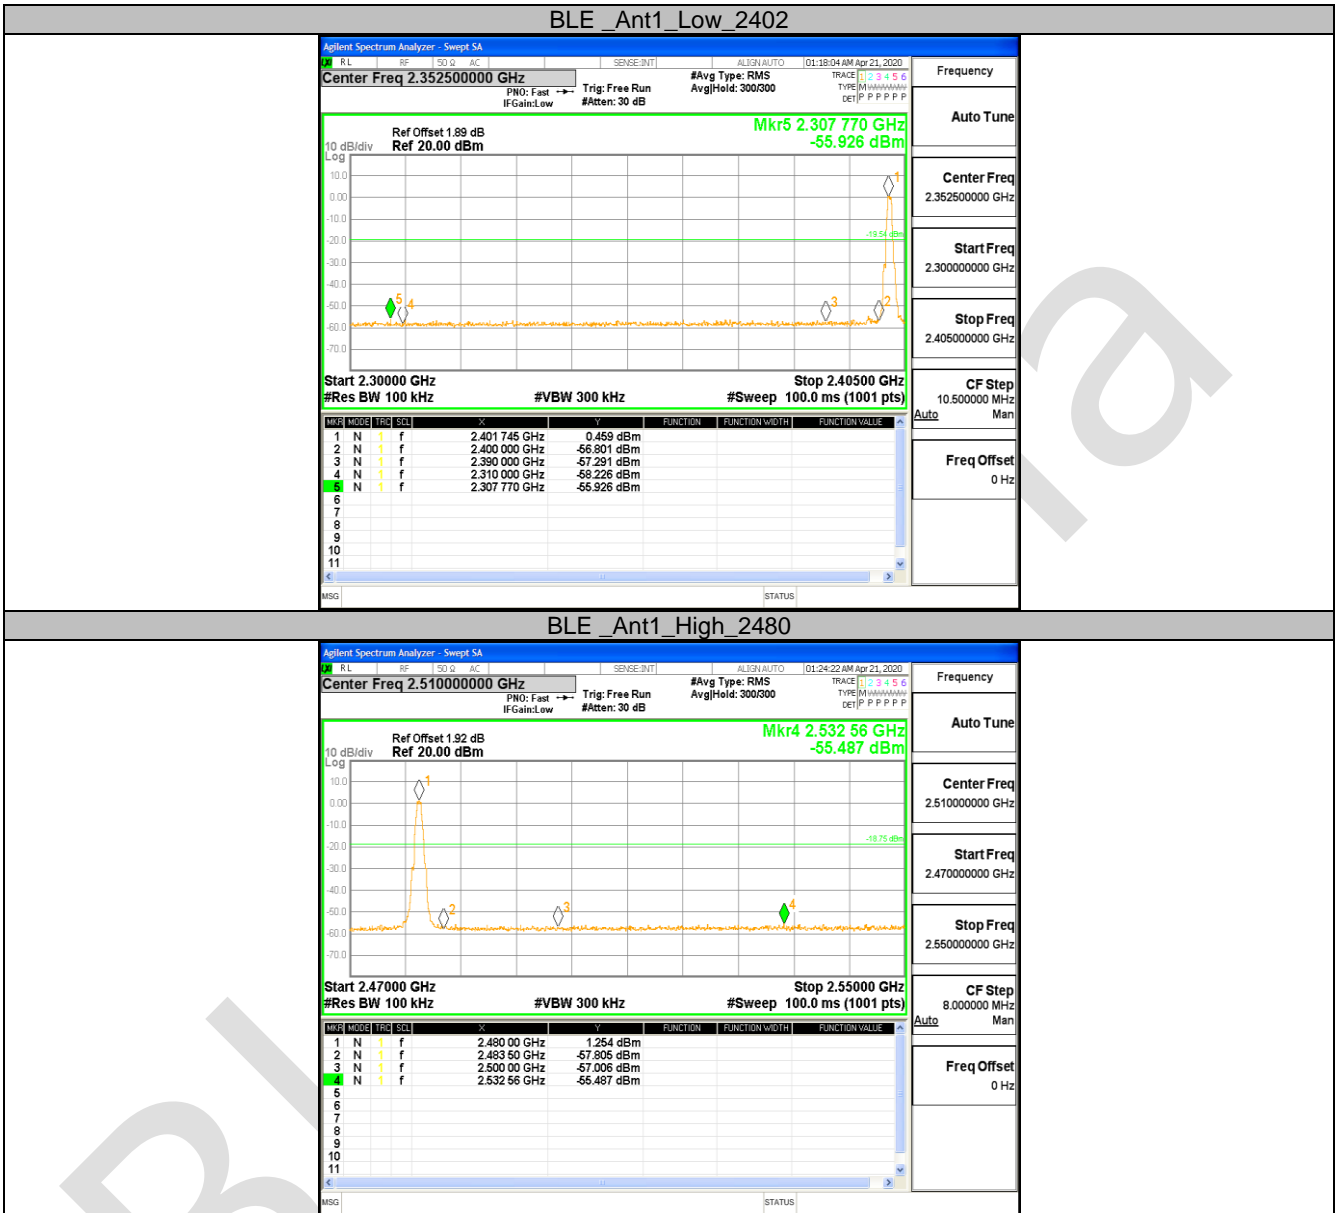 BLE _Ant1_Low_2402
Agilent Spectrum Analyzer - Swept SA
LXI RL RF 50 Ω AC SENSE:INT ALIGN AUTO 01:18:04 AM Apr 21, 2020
Center Freq 2.352500000 GHz
PNO: Fast
IFGain:Low
Trig: Free Run
#Atten: 30 dB
#Avg Type: RMS
Avg|Hold: 300/300
TRACE 1 2 3 4 5 6
TYPE M WWWWW
DET P P P P P P
Frequency
Auto Tune
Center Freq
2.352500000 GHz
Start Freq
2.300000000 GHz
Stop Freq
2.405000000 GHz
CF Step
10.500000 MHz
Auto Man
Freq Offset
0 Hz
Mkr5 2.307 770 GHz
-55.926 dBm
Ref Offset 1.89 dB
10 dB/div Ref 20.00 dBm
Log
10.0
0.00
-10.0
-20.0
-30.0
-40.0
-50.0
-60.0
-70.0
-19.54 dBm
1
2
3
4
5
Start 2.30000 GHz Stop 2.40500 GHz
#Res BW 100 kHz #VBW 300 kHz #Sweep 100.0 ms (1001 pts)
MKR MODE TRC SCL X Y FUNCTION FUNCTION WIDTH FUNCTION VALUE
1 N 1 f 2.401 745 GHz 0.459 dBm
2 N 1 f 2.400 000 GHz -56.801 dBm
3 N 1 f 2.390 000 GHz -57.291 dBm
4 N 1 f 2.310 000 GHz -58.226 dBm
5 N 1 f 2.307 770 GHz -55.926 dBm
6
7
8
9
10
11
MSG STATUS
BLE _Ant1_High_2480
Agilent Spectrum Analyzer - Swept SA
LXI RL RF 50 Ω AC SENSE:INT ALIGN AUTO 01:24:22 AM Apr 21, 2020
Center Freq 2.510000000 GHz
PNO: Fast
IFGain:Low
Trig: Free Run
#Atten: 30 dB
#Avg Type: RMS
Avg|Hold: 300/300
TRACE 1 2 3 4 5 6
TYPE M WWWWW
DET P P P P P P
Frequency
Auto Tune
Center Freq
2.510000000 GHz
Start Freq
2.470000000 GHz
Stop Freq
2.550000000 GHz
CF Step
8.000000 MHz
Auto Man
Freq Offset
0 Hz
Mkr4 2.532 56 GHz
-55.487 dBm
Ref Offset 1.92 dB
10 dB/div Ref 20.00 dBm
Log
10.0
0.00
-10.0
-20.0
-30.0
-40.0
-50.0
-60.0
-70.0
-18.75 dBm
1
2
3
4
Start 2.47000 GHz Stop 2.55000 GHz
#Res BW 100 kHz #VBW 300 kHz #Sweep 100.0 ms (1001 pts)
MKR MODE TRC SCL X Y FUNCTION FUNCTION WIDTH FUNCTION VALUE
1 N 1 f 2.480 00 GHz 1.254 dBm
2 N 1 f 2.483 50 GHz -57.805 dBm
3 N 1 f 2.500 00 GHz -57.006 dBm
4 N 1 f 2.532 56 GHz -55.487 dBm
5
6
7
8
9
10
11
MSG STATUS